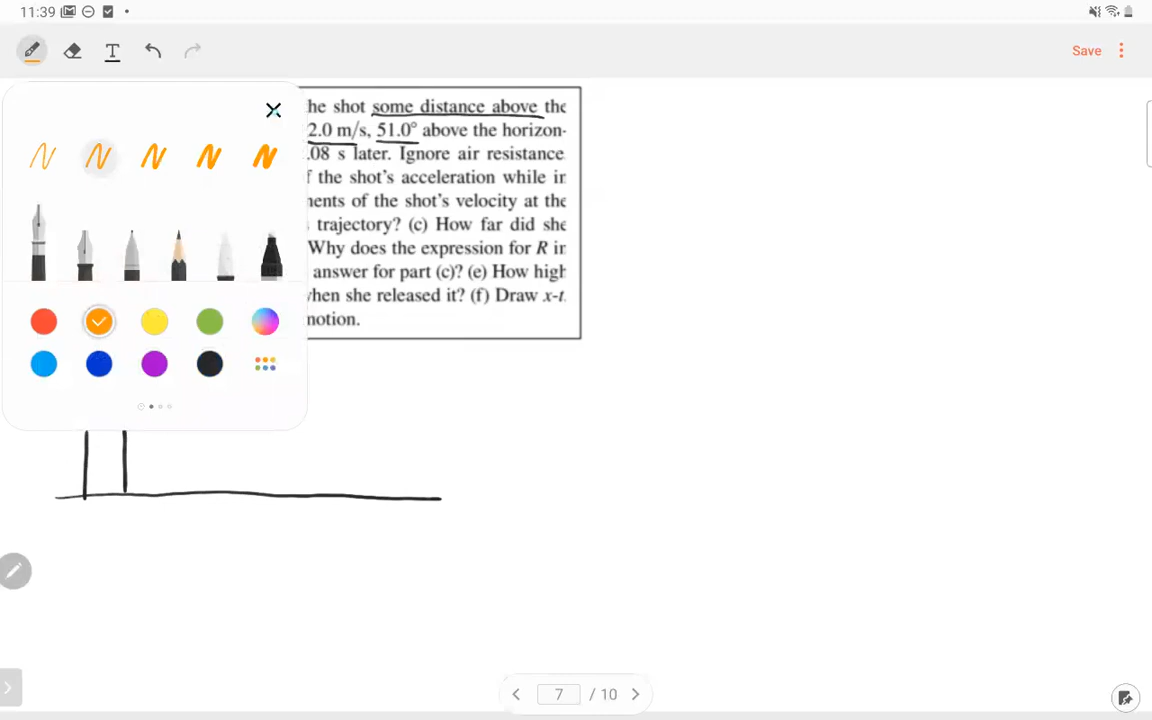 11:39
Save
he shot some distance above the
2.0 m/s, 51.0° above the horizon-
.08 s later. Ignore air resistance
f the shot's acceleration while in
nents of the shot's velocity at the
trajectory? (c) How far did she
Why does the expression for R in
answer for part (c)? (e) How high
when she released it? (f) Draw x-t
motion.
7 / 10